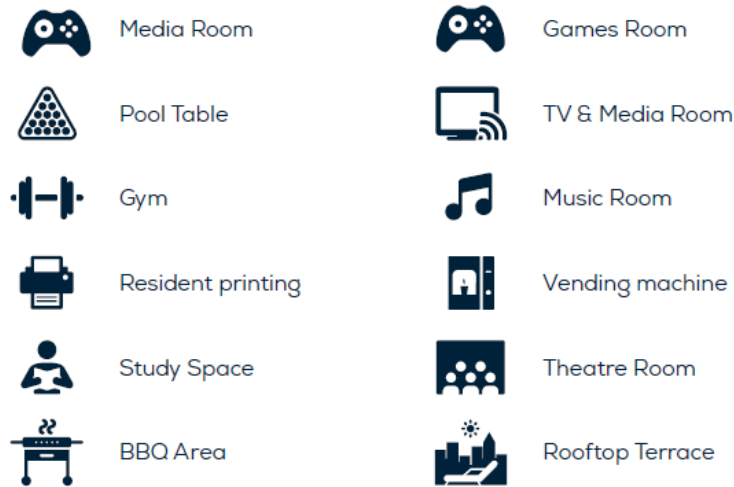 Media Room
Games Room
Pool Table
TV & Media Room
Gym
Music Room
Resident printing
Vending machine
Study Space
Theatre Room
BBQ Area
Rooftop Terrace